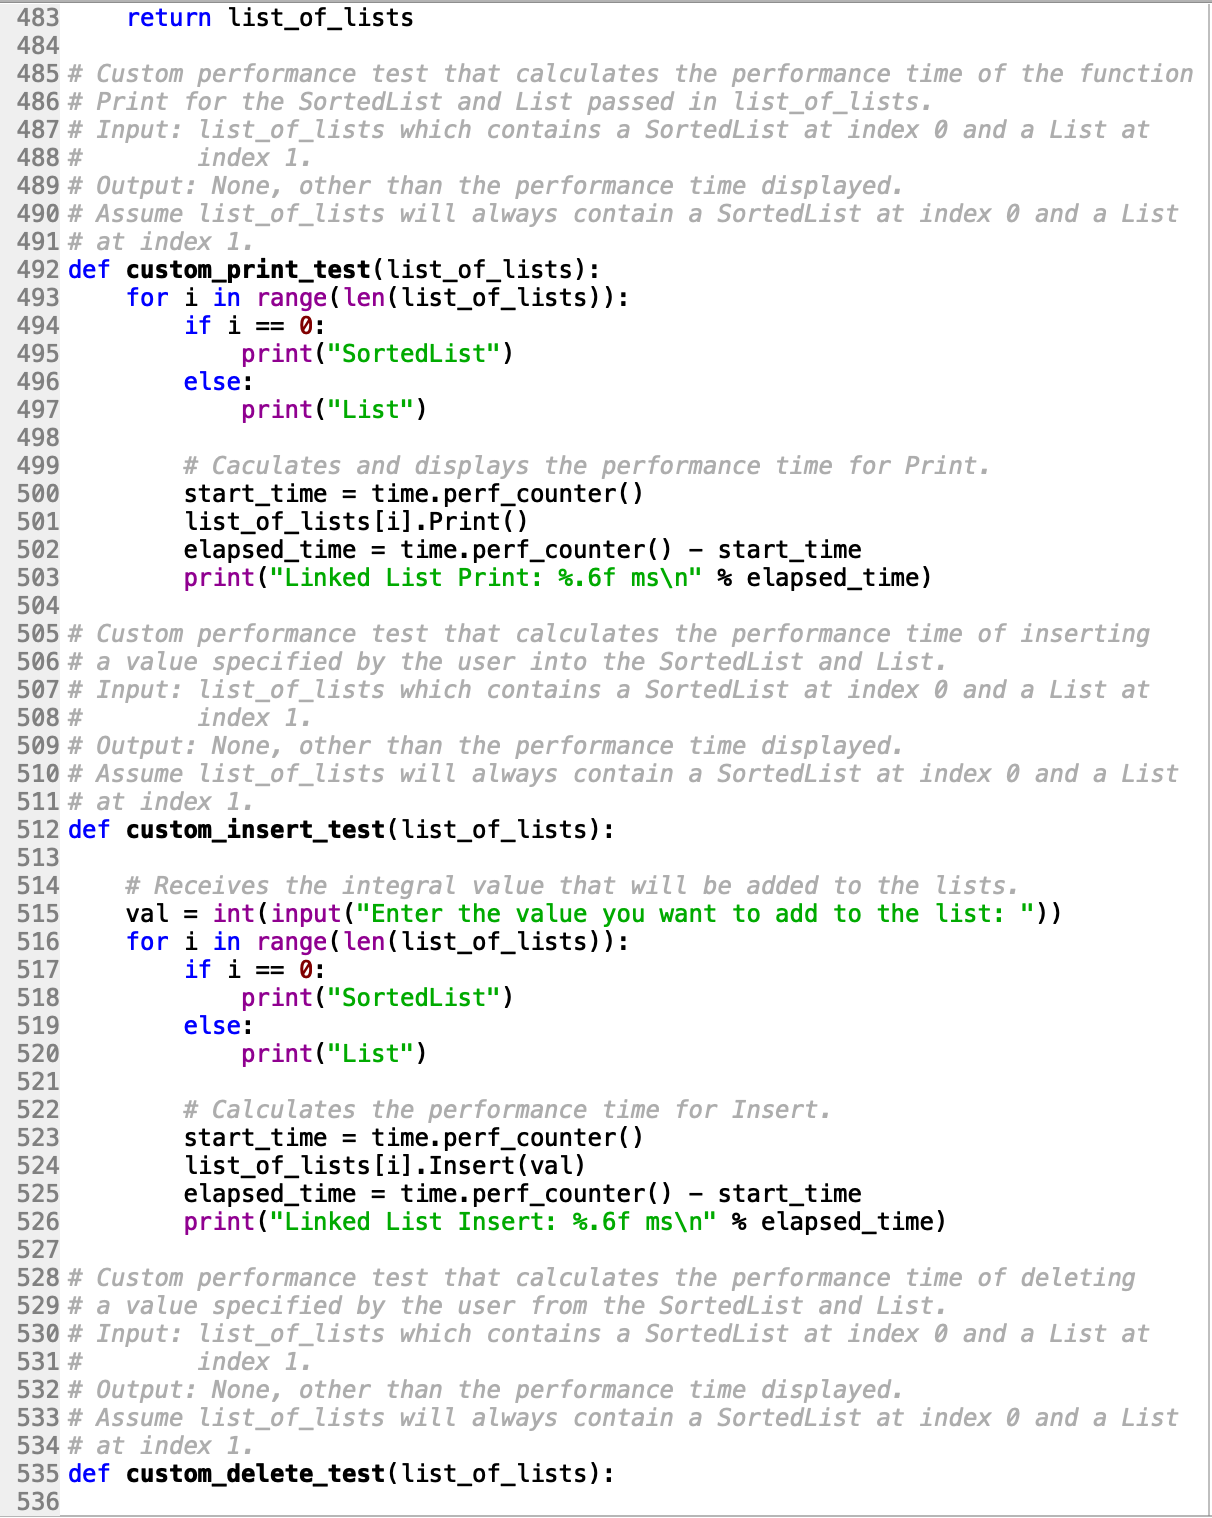 483     return list_of_lists
484
485 # Custom performance test that calculates the performance time of the function
486 # Print for the SortedList and List passed in list_of_lists.
487 # Input: list_of_lists which contains a SortedList at index 0 and a List at
488 #        index 1.
489 # Output: None, other than the performance time displayed.
490 # Assume list_of_lists will always contain a SortedList at index 0 and a List
491 # at index 1.
492 def custom_print_test(list_of_lists):
493     for i in range(len(list_of_lists)):
494         if i == 0:
495             print("SortedList")
496         else:
497             print("List")
498
499         # Caculates and displays the performance time for Print.
500         start_time = time.perf_counter()
501         list_of_lists[i].Print()
502         elapsed_time = time.perf_counter() - start_time
503         print("Linked List Print: %.6f ms\n" % elapsed_time)
504
505 # Custom performance test that calculates the performance time of inserting
506 # a value specified by the user into the SortedList and List.
507 # Input: list_of_lists which contains a SortedList at index 0 and a List at
508 #        index 1.
509 # Output: None, other than the performance time displayed.
510 # Assume list_of_lists will always contain a SortedList at index 0 and a List
511 # at index 1.
512 def custom_insert_test(list_of_lists):
513
514     # Receives the integral value that will be added to the lists.
515     val = int(input("Enter the value you want to add to the list: "))
516     for i in range(len(list_of_lists)):
517         if i == 0:
518             print("SortedList")
519         else:
520             print("List")
521
522         # Calculates the performance time for Insert.
523         start_time = time.perf_counter()
524         list_of_lists[i].Insert(val)
525         elapsed_time = time.perf_counter() - start_time
526         print("Linked List Insert: %.6f ms\n" % elapsed_time)
527
528 # Custom performance test that calculates the performance time of deleting
529 # a value specified by the user from the SortedList and List.
530 # Input: list_of_lists which contains a SortedList at index 0 and a List at
531 #        index 1.
532 # Output: None, other than the performance time displayed.
533 # Assume list_of_lists will always contain a SortedList at index 0 and a List
534 # at index 1.
535 def custom_delete_test(list_of_lists):
536